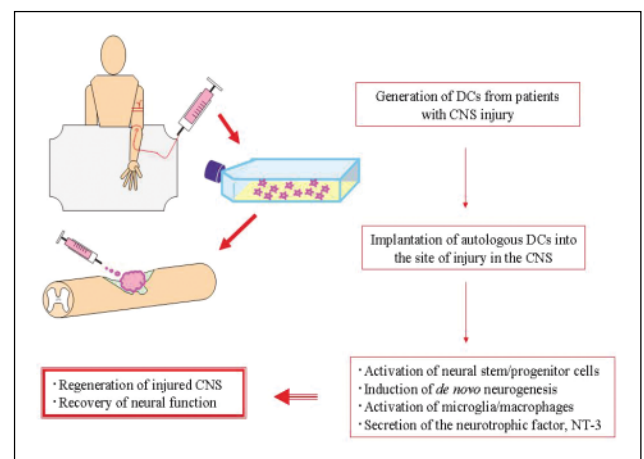 Generation of DCs from patients
with CNS injury
Implantation of autologous DCs into
the site of injury in the CNS
・Activation of neural stem/progenitor cells
・Induction of de novo neurogenesis
・Activation of microglia/macrophages
・Secretion of the neurotrophic factor, NT-3
・Regeneration of injured CNS
・Recovery of neural function